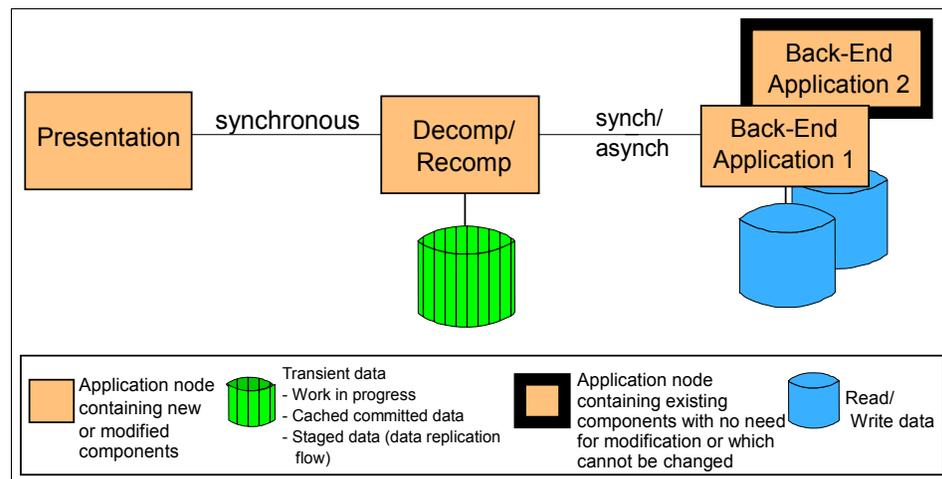 Back-End
Application 2
Presentation
synchronous
Decomp/
Recomp
synch/
asynch
Back-End
Application 1
Application node
containing new
or modified
components
Transient data
- Work in progress
- Cached committed data
- Staged data (data replication
flow)
Application node
containing existing
components with no need
for modification or which
cannot be changed
Read/
Write data